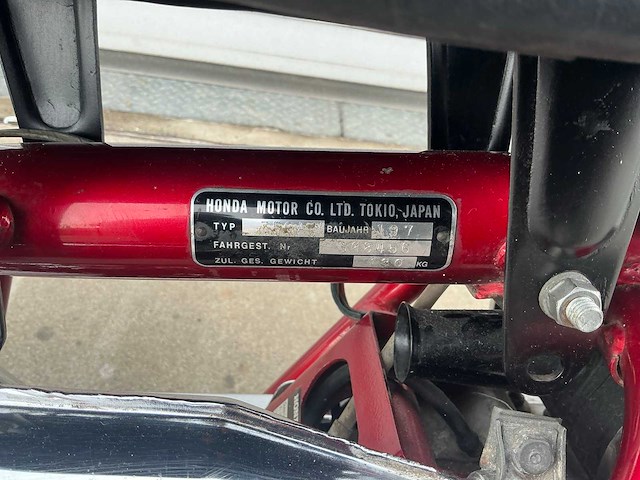 HONDA MOTOR CO. LTD. TOKIO, JAPAN
TYP BAUJAHR
FAHRGEST. Nr
ZUL. GES. GEWICHT KG